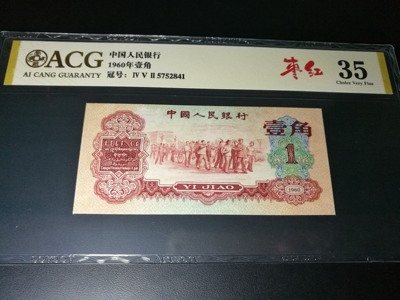 ACG
AI CANG GUARANTY
中国人民银行
1960年壹角
冠号: IV V II 5752841
枣红
35
Choice Very Fine
中國人民银行
壹角
1
YI JIAO
1960